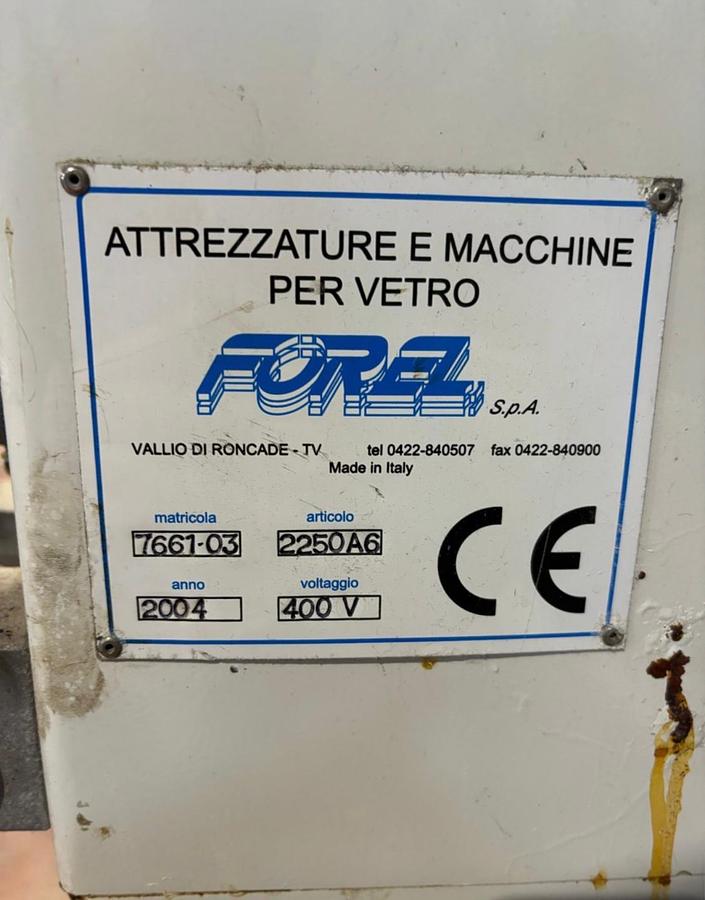 ATTREZZATURE E MACCHINE
PER VETRO
FOREL S.p.A.
VALLIO DI RONCADE - TV tel 0422-840507 fax 0422-840900
Made in Italy
matricola articolo
7661-03 2250A6
anno voltaggio
2004 400 V
CE